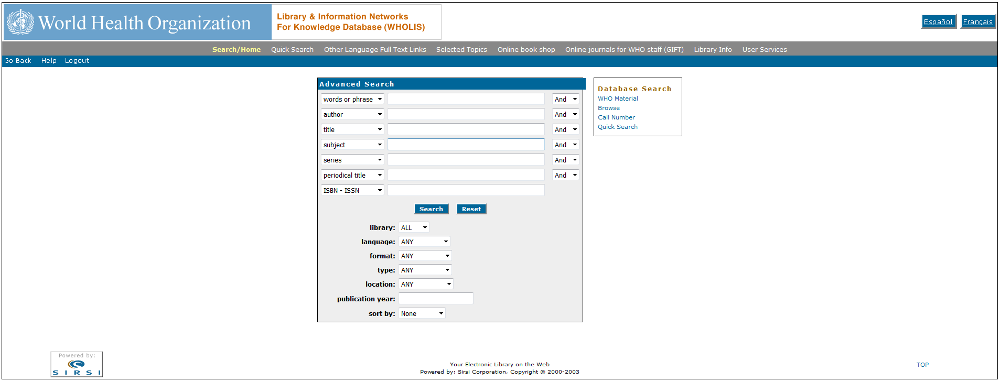 World Health Organization
Library & Information Networks
For Knowledge Database (WHOLIS)
Español Français
Search/Home Quick Search Other Language Full Text Links Selected Topics Online book shop Online journals for WHO staff (GIFT) Library Info User Services
Go Back Help Logout
Advanced Search
words or phrase And
author And
title And
subject And
series And
periodical title And
ISBN - ISSN
Search Reset
library: ALL
language: ANY
format: ANY
type: ANY
location: ANY
publication year:
sort by: None
Database Search
WHO Material
Browse
Call Number
Quick Search
Powered by:
SIRSI
Your Electronic Library on the Web
Powered by: Sirsi Corporation, Copyright © 2000-2003
TOP